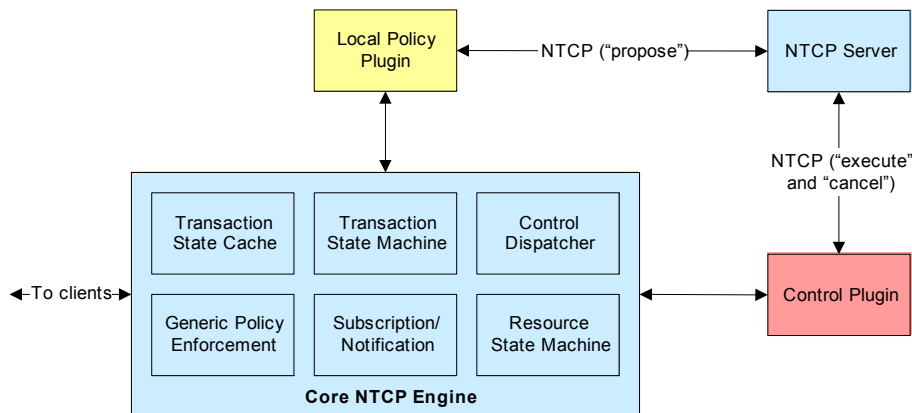 Local Policy
Plugin
NTCP (“propose”)
NTCP Server
NTCP (“execute”
and “cancel”)
Transaction
State Cache
Transaction
State Machine
Control
Dispatcher
To clients
Generic Policy
Enforcement
Subscription/
Notification
Resource
State Machine
Control Plugin
Core NTCP Engine